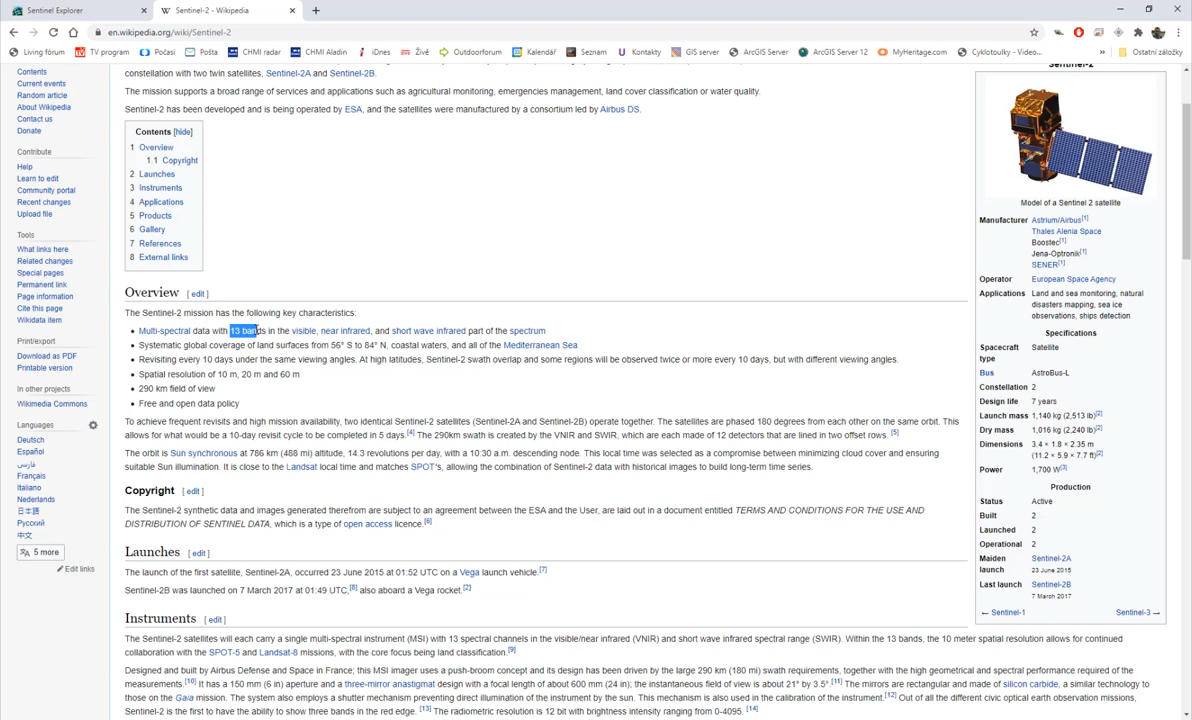 Sentinel Explorer
Sentinel-2 - Wikipedia
en.wikipedia.org/wiki/Sentinel-2
Living fórum TV program Počasí Pošta CHMI radar CHMI Aladin iDnes Živě Outdoorforum Kalendář Seznam Kontakty GIS server ArcGIS Server ArcGIS Server 12 MyHeritage.com Cyklotoulky - Video... Ostatní záložky
Contents
Current events
Random article
About Wikipedia
Contact us
Donate
Contribute
Help
Learn to edit
Community portal
Recent changes
Upload file
Tools
What links here
Related changes
Special pages
Permanent link
Page information
Cite this page
Wikidata item
Print/export
Download as PDF
Printable version
In other projects
Wikimedia Commons
Languages
Deutsch
Español
فارسی
Français
Italiano
Nederlands
日本語
Русский
中文
5 more
Edit links
constellation with two twin satellites, Sentinel-2A and Sentinel-2B.
The mission supports a broad range of services and applications such as agricultural monitoring, emergencies management, land cover classification or water quality.
Sentinel-2 has been developed and is being operated by ESA, and the satellites were manufactured by a consortium led by Airbus DS.
Contents [hide]
1 Overview
1.1 Copyright
2 Launches
3 Instruments
4 Applications
5 Products
6 Gallery
7 References
8 External links
Overview [ edit ]
The Sentinel-2 mission has the following key characteristics:
• Multi-spectral data with 13 bands in the visible, near infrared, and short wave infrared part of the spectrum
• Systematic global coverage of land surfaces from 56° S to 84° N, coastal waters, and all of the Mediterranean Sea
• Revisiting every 10 days under the same viewing angles. At high latitudes, Sentinel-2 swath overlap and some regions will be observed twice or more every 10 days, but with different viewing angles.
• Spatial resolution of 10 m, 20 m and 60 m
• 290 km field of view
• Free and open data policy
To achieve frequent revisits and high mission availability, two identical Sentinel-2 satellites (Sentinel-2A and Sentinel-2B) operate together. The satellites are phased 180 degrees from each other on the same orbit. This
allows for what would be a 10-day revisit cycle to be completed in 5 days.[4] The 290km swath is created by the VNIR and SWIR, which are each made of 12 detectors that are lined in two offset rows. [5]
The orbit is Sun synchronous at 786 km (488 mi) altitude, 14.3 revolutions per day, with a 10:30 a.m. descending node. This local time was selected as a compromise between minimizing cloud cover and ensuring
suitable Sun illumination. It is close to the Landsat local time and matches SPOT's, allowing the combination of Sentinel-2 data with historical images to build long-term time series.
Copyright [ edit ]
The Sentinel-2 synthetic data and images generated therefrom are subject to an agreement between the ESA and the User, are laid out in a document entitled TERMS AND CONDITIONS FOR THE USE AND
DISTRIBUTION OF SENTINEL DATA, which is a type of open access licence.[6]
Launches [ edit ]
The launch of the first satellite, Sentinel-2A, occurred 23 June 2015 at 01:52 UTC on a Vega launch vehicle.[7]
Sentinel-2B was launched on 7 March 2017 at 01:49 UTC,[8] also aboard a Vega rocket.[2]
Instruments [ edit ]
The Sentinel-2 satellites will each carry a single multi-spectral instrument (MSI) with 13 spectral channels in the visible/near infrared (VNIR) and short wave infrared spectral range (SWIR). Within the 13 bands, the 10 meter spatial resolution allows for continued
collaboration with the SPOT-5 and Landsat-8 missions, with the core focus being land classification.[9]
Designed and built by Airbus Defense and Space in France; this MSI imager uses a push-broom concept and its design has been driven by the large 290 km (180 mi) swath requirements, together with the high geometrical and spectral performance required of the
measurements.[10] It has a 150 mm (6 in) aperture and a three-mirror anastigmat design with a focal length of about 600 mm (24 in); the instantaneous field of view is about 21° by 3.5°.[11] The mirrors are rectangular and made of silicon carbide, a similar technology to
those on the Gaia mission. The system also employs a shutter mechanism preventing direct illumination of the instrument by the sun. This mechanism is also used in the calibration of the instrument.[12] Out of all the different civic optical earth observation missions,
Sentinel-2 is the first to have the ability to show three bands in the red edge. [13] The radiometric resolution is 12 bit with brightness intensity ranging from 0-4095. [14]
Sentinel-2
Model of a Sentinel 2 satellite
Manufacturer Astrium/Airbus[1]
Thales Alenia Space
Boostec[1]
Jena-Optronik[1]
SENER[1]
Operator European Space Agency
Applications Land and sea monitoring, natural
disasters mapping, sea ice
observations, ships detection
Specifications
Spacecraft type Satellite
Bus AstroBus-L
Constellation 2
Design life 7 years
Launch mass 1,140 kg (2,513 lb)[2]
Dry mass 1,016 kg (2,240 lb)[2]
Dimensions 3.4 × 1.8 × 2.35 m
(11.2 × 5.9 × 7.7 ft)[2]
Power 1,700 W[3]
Production
Status Active
Built 2
Launched 2
Operational 2
Maiden launch Sentinel-2A
23 June 2015
Last launch Sentinel-2B
7 March 2017
← Sentinel-1 Sentinel-3 →